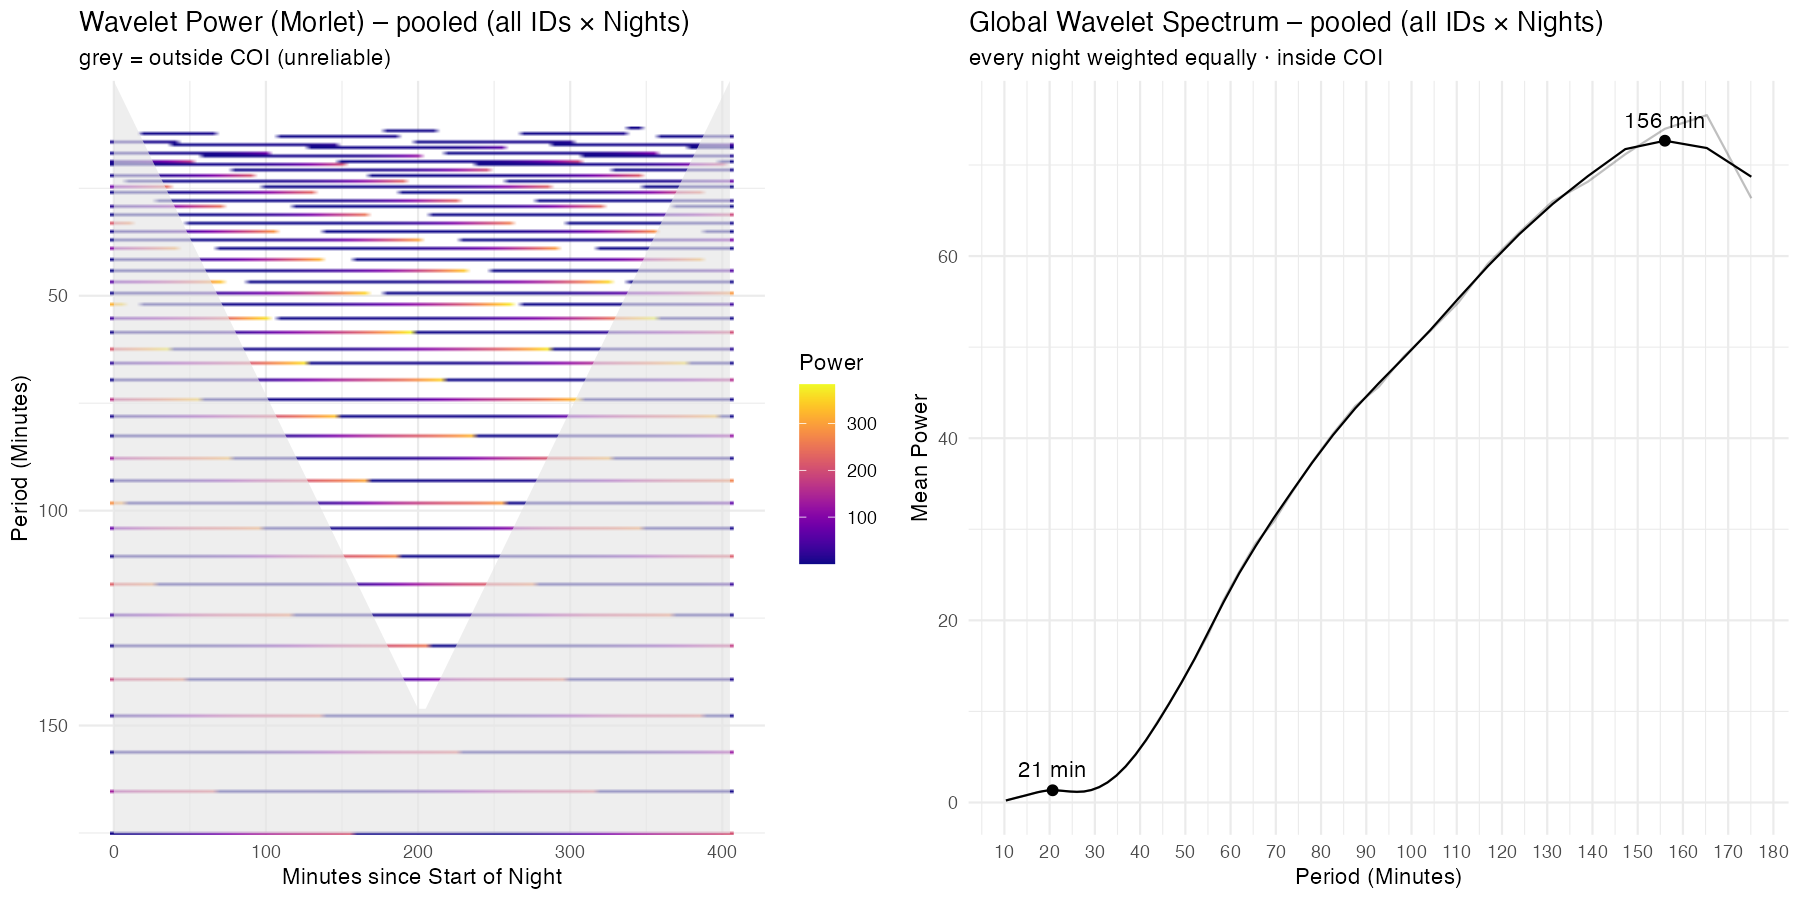 Wavelet Power (Morlet) – pooled (all IDs × Nights)
grey = outside COI (unreliable)
Period (Minutes)
50
100
150
0 100 200 300 400
Minutes since Start of Night
Power
300
200
100
Global Wavelet Spectrum – pooled (all IDs × Nights)
every night weighted equally · inside COI
Mean Power
60
40
20
0
156 min
21 min
10 20 30 40 50 60 70 80 90 100 110 120 130 140 150 160 170 180
Period (Minutes)